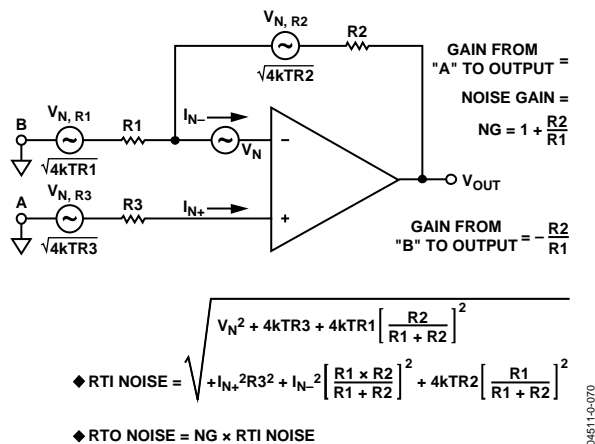 V_N, R2
R2
√4kTR2
GAIN FROM
"A" TO OUTPUT =
NOISE GAIN =
NG = 1 + R2/R1
I_N–
V_N, R1
R1
B
√4kTR1
V_N
–
V_OUT
A
V_N, R3
R3
I_N+
+
√4kTR3
GAIN FROM
"B" TO OUTPUT = – R2/R1
◆ RTI NOISE = √ V_N² + 4kTR3 + 4kTR1 [R2/(R1 + R2)]²
+I_N+²R3² + I_N–² [(R1 × R2)/(R1 + R2)]² + 4kTR2 [R1/(R1 + R2)]²
◆ RTO NOISE = NG × RTI NOISE
04511-0-070